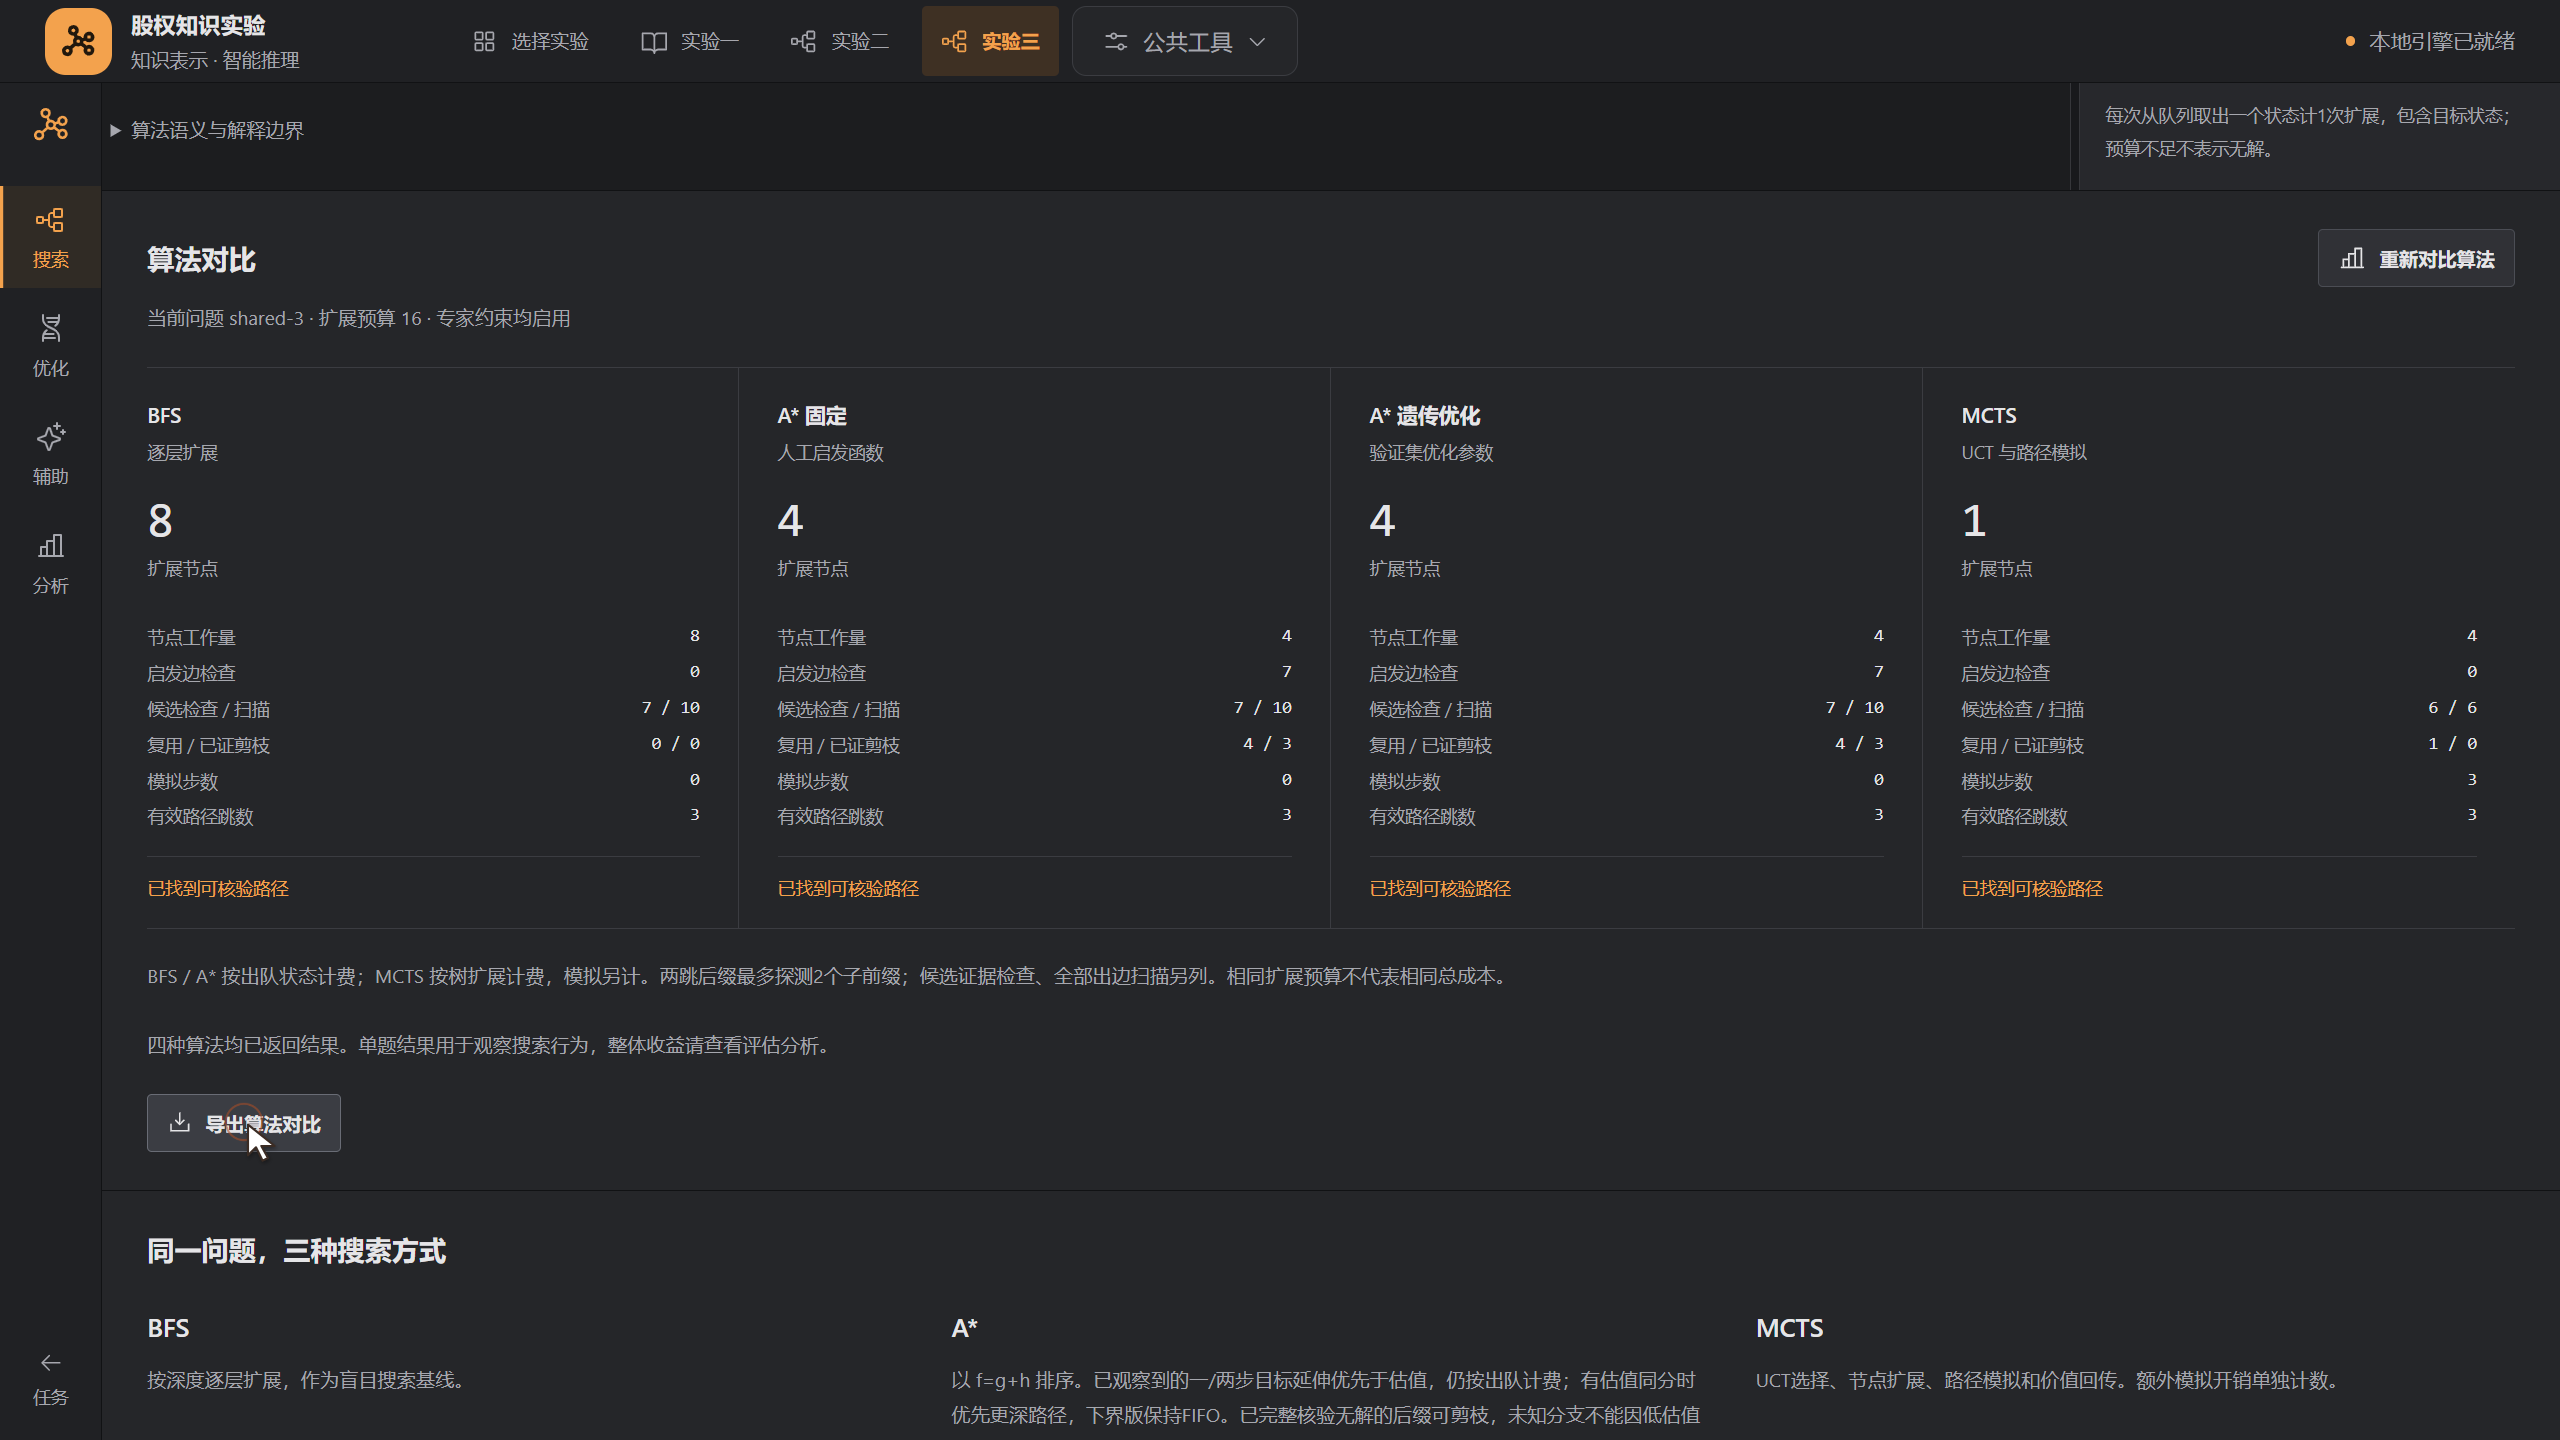 股权知识实验
知识表示 · 智能推理
选择实验
实验一
实验二
实验三
公共工具
本地引擎已就绪
搜索
优化
辅助
分析
任务
算法语义与解释边界
每次从队列取出一个状态计1次扩展，包含目标状态；
预算不足不表示无解。
算法对比
重新对比算法
当前问题 shared-3 · 扩展预算 16 · 专家约束均启用
BFS
逐层扩展
8
扩展节点
节点工作量 8
启发边检查 0
候选检查 / 扫描 7 / 10
复用 / 已证剪枝 0 / 0
模拟步数 0
有效路径跳数 3
已找到可核验路径
A* 固定
人工启发函数
4
扩展节点
节点工作量 4
启发边检查 7
候选检查 / 扫描 7 / 10
复用 / 已证剪枝 4 / 3
模拟步数 0
有效路径跳数 3
已找到可核验路径
A* 遗传优化
验证集优化参数
4
扩展节点
节点工作量 4
启发边检查 7
候选检查 / 扫描 7 / 10
复用 / 已证剪枝 4 / 3
模拟步数 0
有效路径跳数 3
已找到可核验路径
MCTS
UCT 与路径模拟
1
扩展节点
节点工作量 4
启发边检查 0
候选检查 / 扫描 6 / 6
复用 / 已证剪枝 1 / 0
模拟步数 3
有效路径跳数 3
已找到可核验路径
BFS / A* 按出队状态计费；MCTS 按树扩展计费，模拟另计。两跳后缀最多探测2个子前缀；候选证据检查、全部出边扫描另列。相同扩展预算不代表相同总成本。
四种算法均已返回结果。单题结果用于观察搜索行为，整体收益请查看评估分析。
导出算法对比
同一问题，三种搜索方式
BFS
按深度逐层扩展，作为盲目搜索基线。
A*
以 f=g+h 排序。已观察到的一/两步目标延伸优先于估值，仍按出队计费；有估值同分时
优先更深路径，下界版保持FIFO。已完整核验无解的后缀可剪枝，未知分支不能因低估值
MCTS
UCT选择、节点扩展、路径模拟和价值回传。额外模拟开销单独计数。